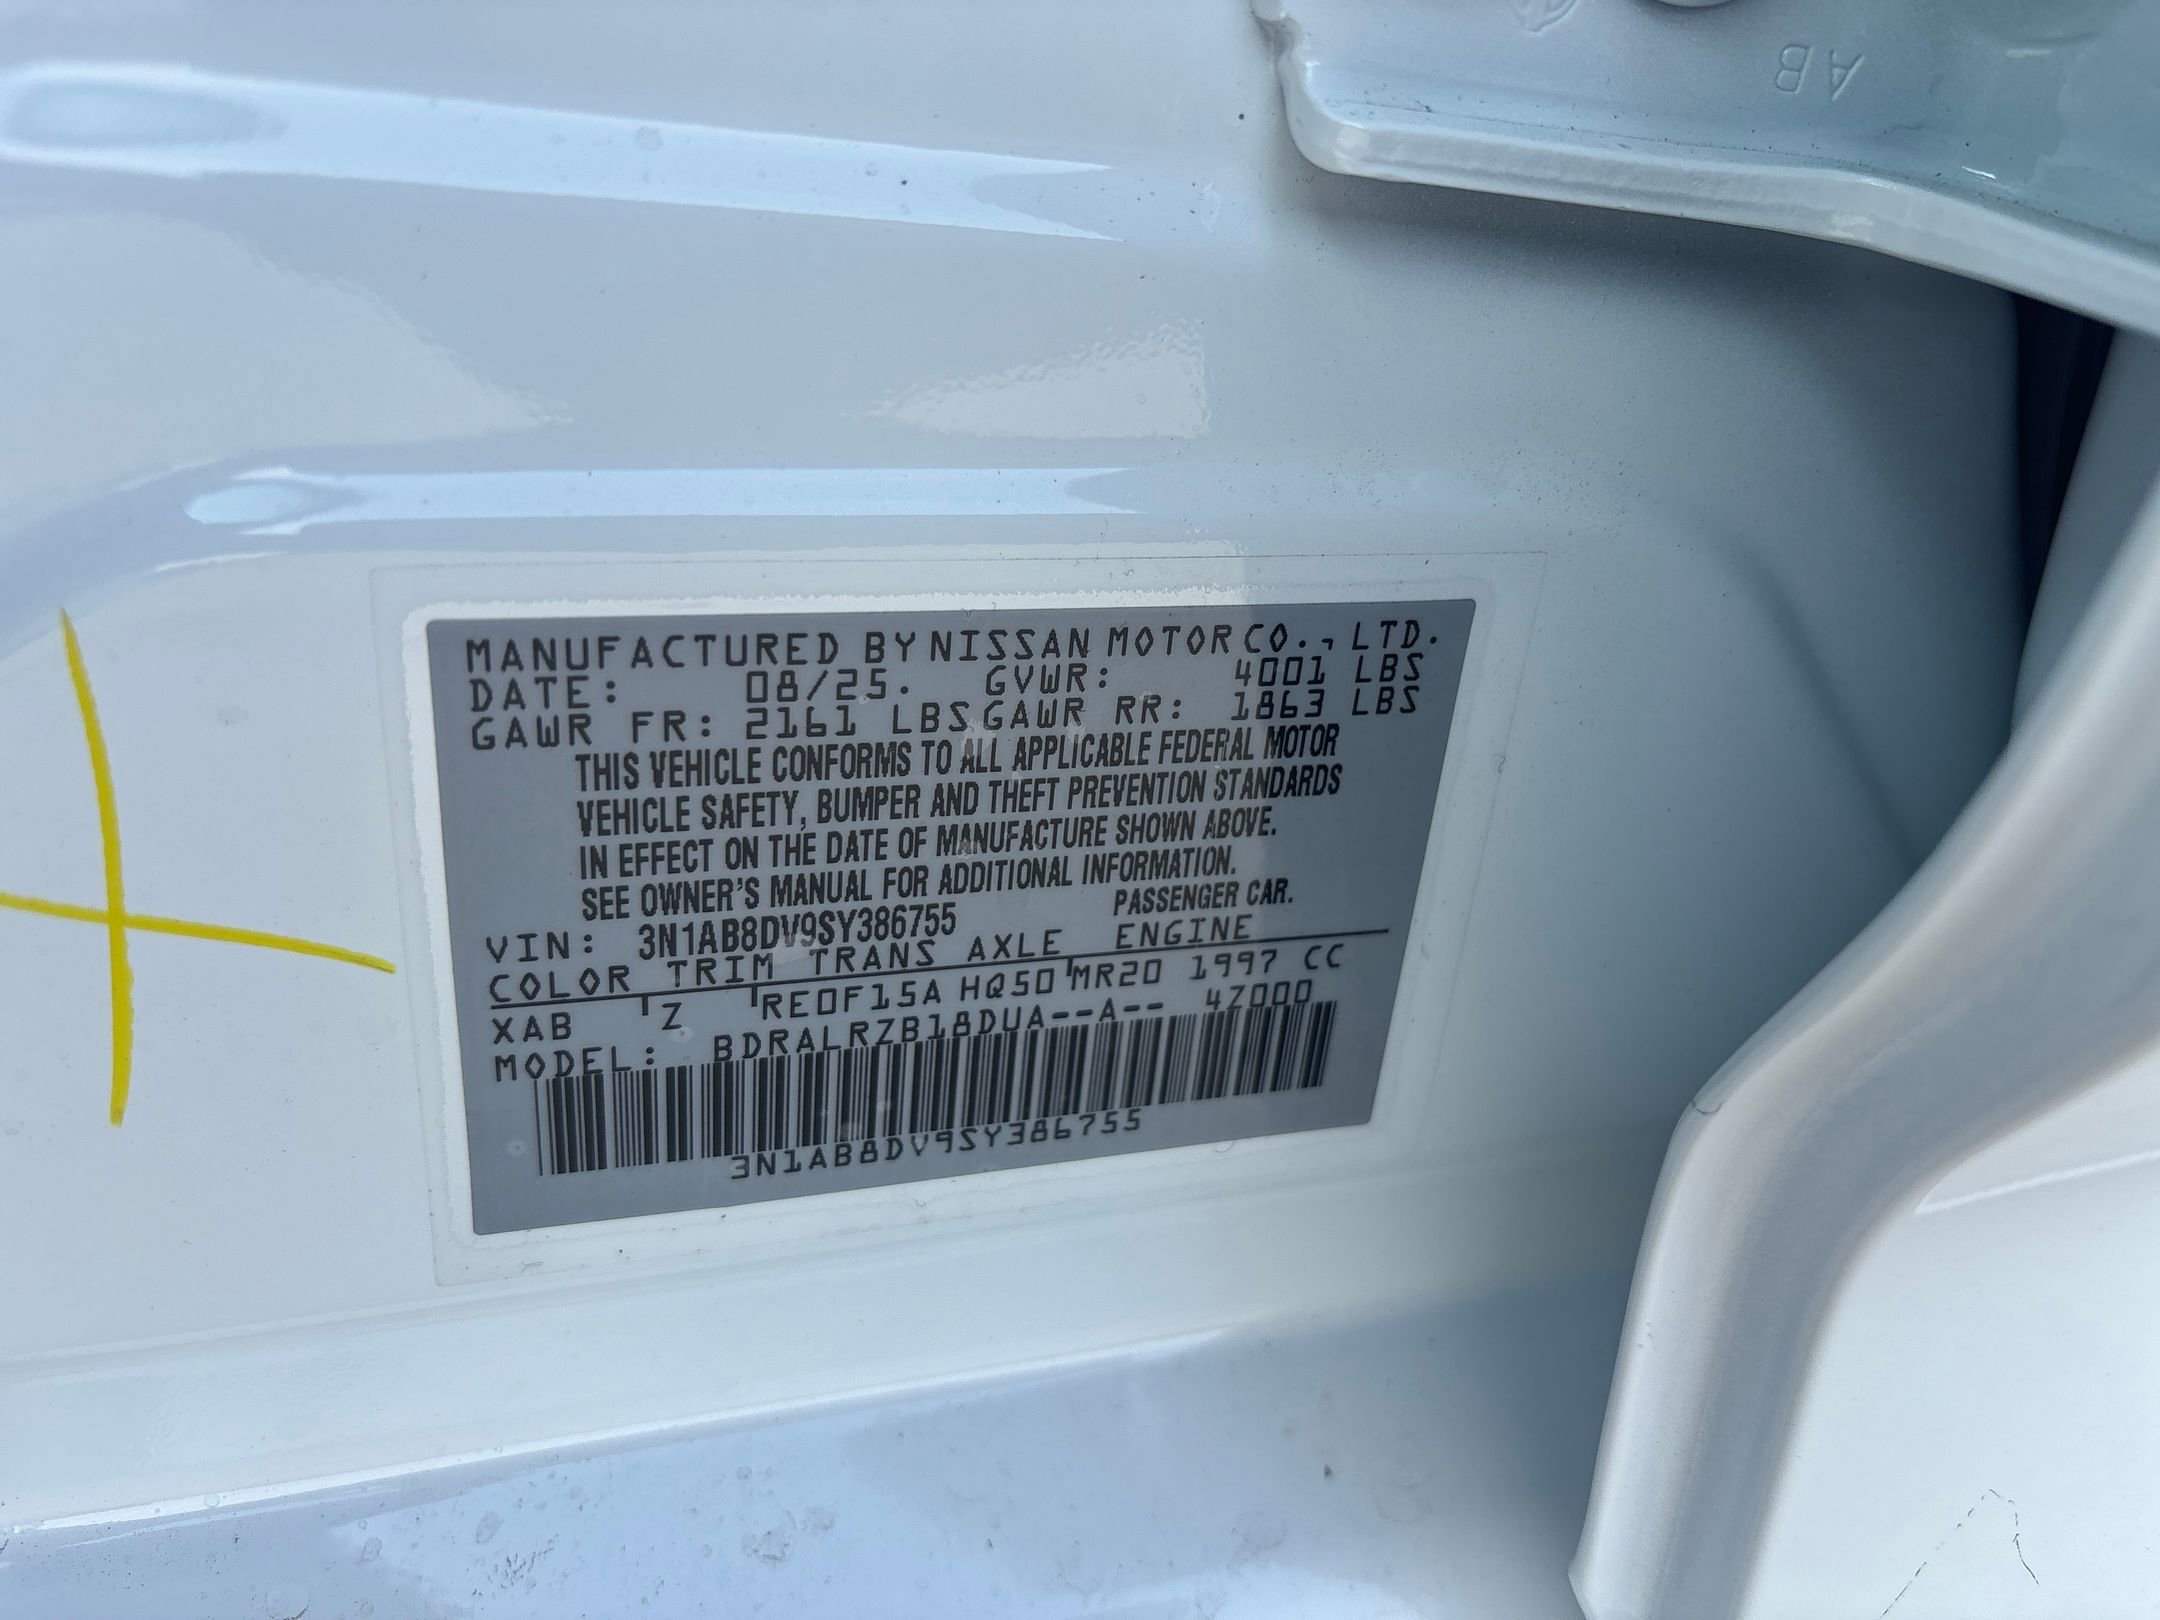 AB
MANUFACTURED BY NISSAN MOTOR CO., LTD.
DATE: 08/25. GVWR: 4001 LBS
GAWR FR: 2161 LBS GAWR RR: 1863 LBS
THIS VEHICLE CONFORMS TO ALL APPLICABLE FEDERAL MOTOR
VEHICLE SAFETY, BUMPER AND THEFT PREVENTION STANDARDS
IN EFFECT ON THE DATE OF MANUFACTURE SHOWN ABOVE.
SEE OWNER'S MANUAL FOR ADDITIONAL INFORMATION.
VIN: 3N1AB8DV9SY386755 PASSENGER CAR.
COLOR TRIM TRANS AXLE ENGINE
XAB Z RE0F15A HQ50 MR20 1997 CC
MODEL: BDRALRZB18DUA--A-- 4Z000
3N1AB8DV9SY386755